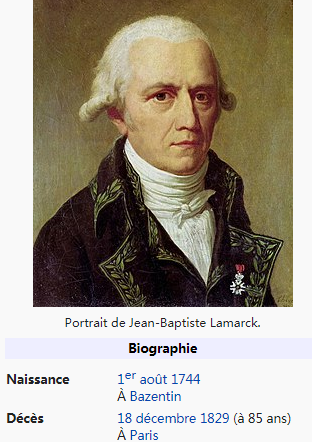 Portrait de Jean-Baptiste Lamarck.
Biographie
Naissance 1er août 1744
À Bazentin
Décès 18 décembre 1829 (à 85 ans)
À Paris